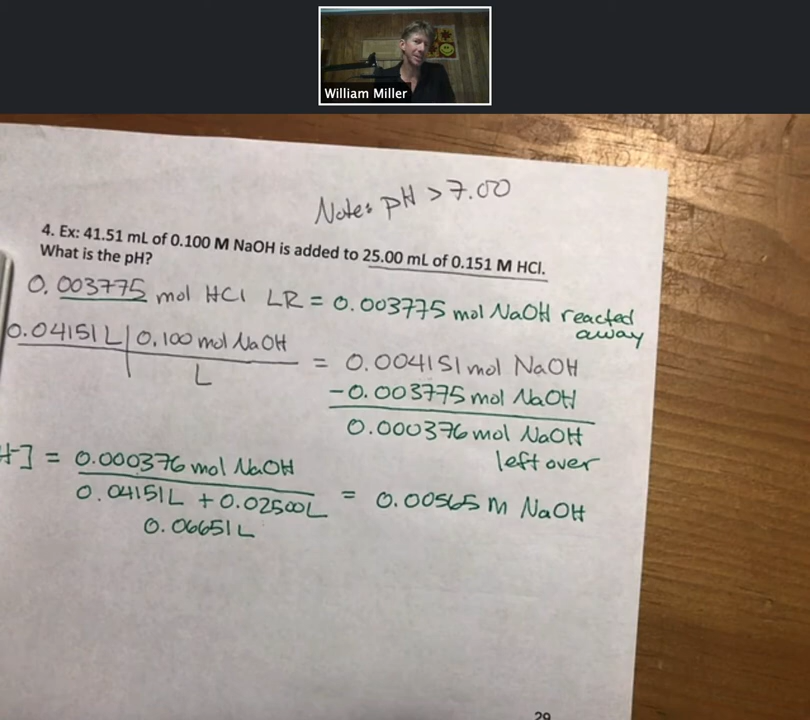 William Miller
Note: pH > 7.00
4. Ex: 41.51 mL of 0.100 M NaOH is added to 25.00 mL of 0.151 M HCl.
What is the pH?
0.003775 mol HCl LR = 0.003775 mol NaOH reacted away
0.04151 L | 0.100 mol NaOH
L
= 0.004151 mol NaOH
-0.003775 mol NaOH
0.000376 mol NaOH
left over
H-] = 0.000376 mol NaOH
0.04151 L + 0.02500 L
0.06651 L
= 0.00565 M NaOH
29